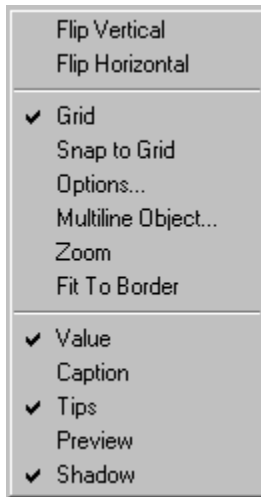 Flip Vertical
Flip Horizontal
Grid
Snap to Grid
Options...
Multiline Object...
Zoom
Fit To Border
Value
Caption
Tips
Preview
Shadow